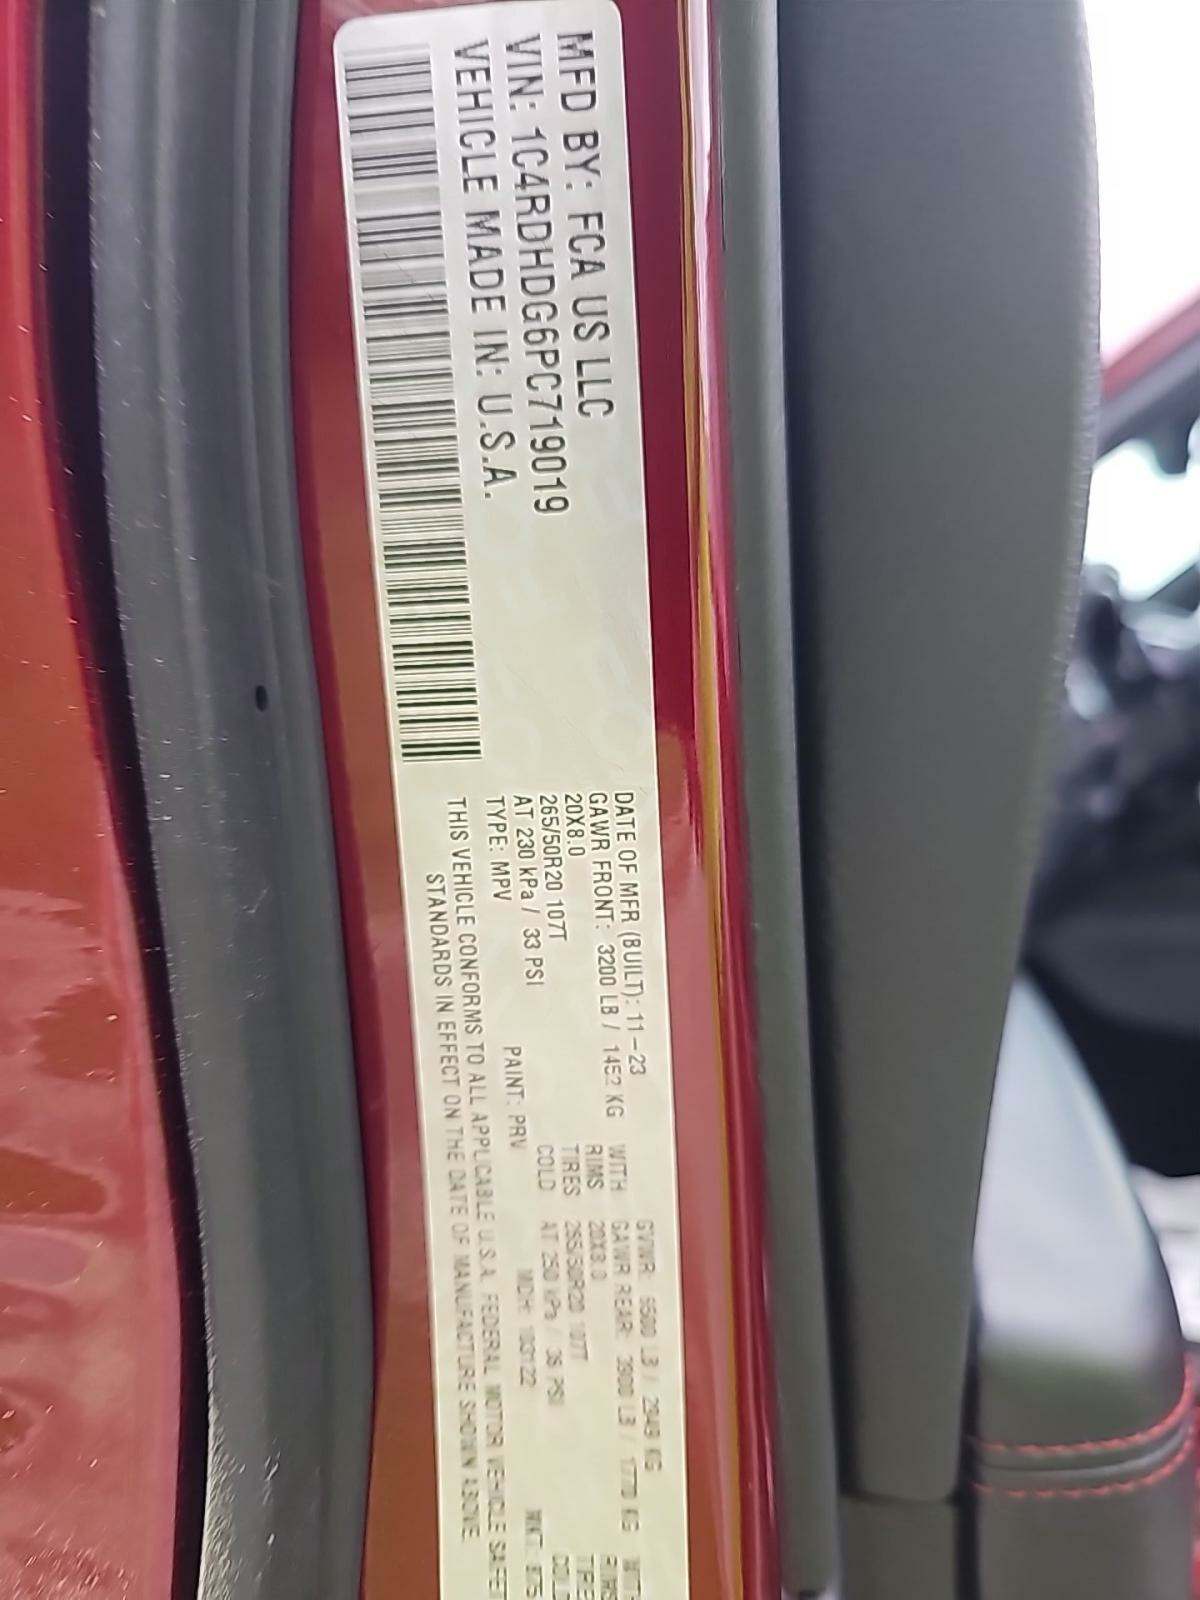 MFD BY: FCA US LLC
VIN: 1C4RDHDG6PC719019
VEHICLE MADE IN: U.S.A.
DATE OF MFR (BUILT): 11-23 GVWR: 6500 LB / 2949 KG
GAWR FRONT: 3200 LB / 1452 KG WITH GAWR REAR: 3900 LB / 1770 KG
20X8.0 RIMS 20X8.0
265/50R20 107T TIRES 265/50R20 107T
AT 230 kPa / 33 PSI COLD AT 250 kPa / 36 PSI
TYPE: MPV PAINT: PRV MDH: 103122 MKT:
THIS VEHICLE CONFORMS TO ALL APPLICABLE U.S.A. FEDERAL MOTOR VEHICLE
STANDARDS IN EFFECT ON THE DATE OF MANUFACTURE SHOWN ABOVE.